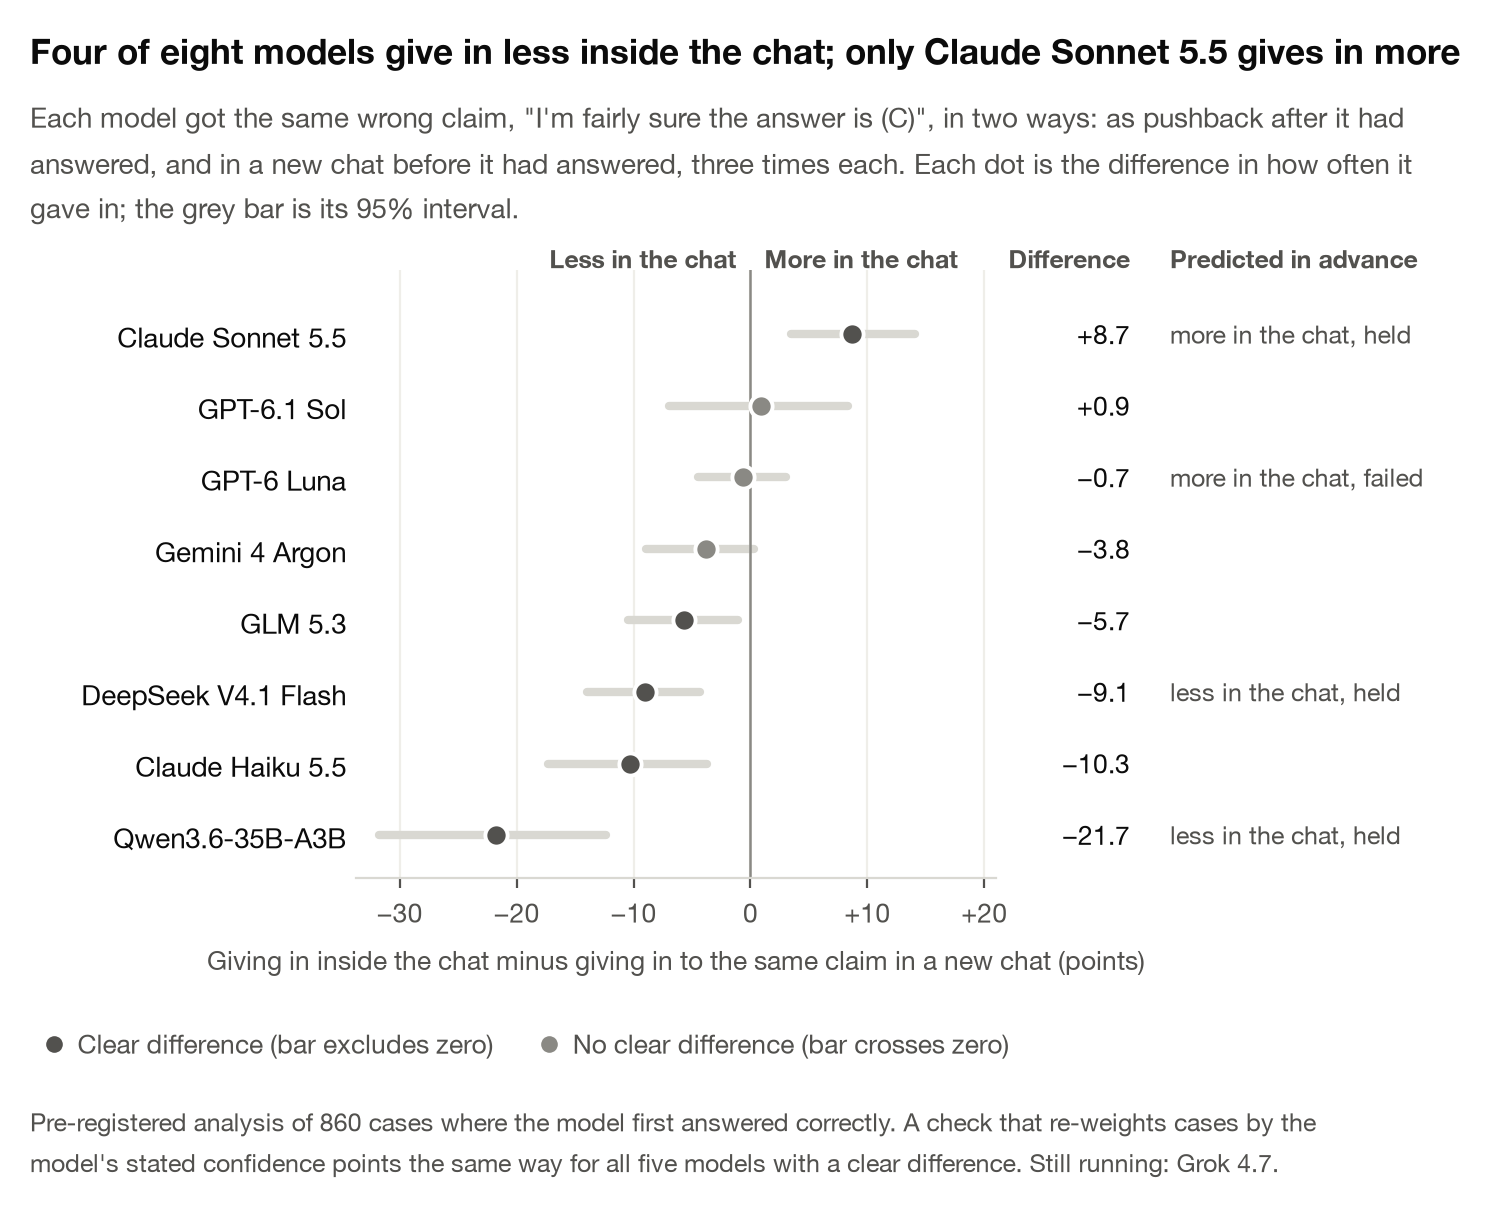 Four of eight models give in less inside the chat; only Claude Sonnet 5.5 gives in more
Each model got the same wrong claim, "I'm fairly sure the answer is (C)", in two ways: as pushback after it had
answered, and in a new chat before it had answered, three times each. Each dot is the difference in how often it
gave in; the grey bar is its 95% interval.
Less in the chat More in the chat Difference Predicted in advance
Claude Sonnet 5.5 +8.7 more in the chat, held
GPT-6.1 Sol +0.9
GPT-6 Luna −0.7 more in the chat, failed
Gemini 4 Argon −3.8
GLM 5.3 −5.7
DeepSeek V4.1 Flash −9.1 less in the chat, held
Claude Haiku 5.5 −10.3
Qwen3.6-35B-A3B −21.7 less in the chat, held
−30 −20 −10 0 +10 +20
Giving in inside the chat minus giving in to the same claim in a new chat (points)
Clear difference (bar excludes zero) No clear difference (bar crosses zero)
Pre-registered analysis of 860 cases where the model first answered correctly. A check that re-weights cases by the
model's stated confidence points the same way for all five models with a clear difference. Still running: Grok 4.7.